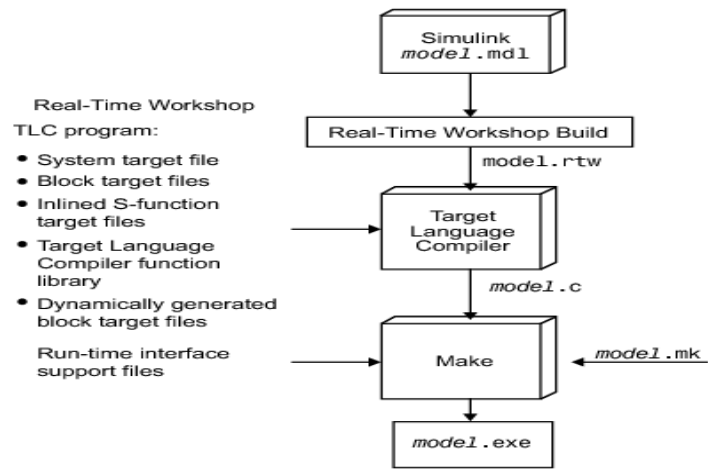 Simulink
model.mdl
Real-Time Workshop
TLC program:
• System target file
• Block target files
• Inlined S-function
target files
• Target Language
Compiler function
library
• Dynamically generated
block target files
Run-time interface
support files
Real-Time Workshop Build
model.rtw
Target
Language
Compiler
model.c
Make
model.mk
model.exe